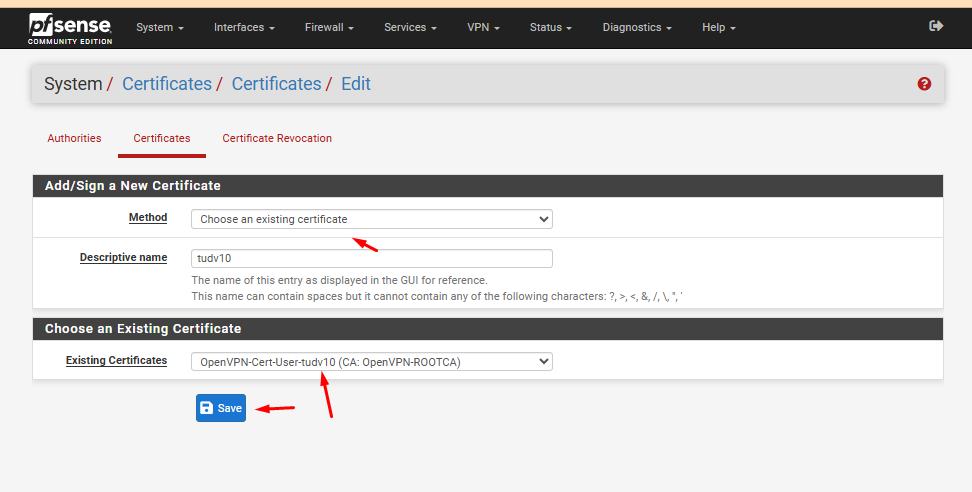 pfsense
COMMUNITY EDITION
System Interfaces Firewall Services VPN Status Diagnostics Help
System / Certificates / Certificates / Edit
?
Authorities Certificates Certificate Revocation
Add/Sign a New Certificate
Method Choose an existing certificate
Descriptive name tudv10
The name of this entry as displayed in the GUI for reference.
This name can contain spaces but it cannot contain any of the following characters: ?, >, <, &, /, \, ", '
Choose an Existing Certificate
Existing Certificates OpenVPN-Cert-User-tudv10 (CA: OpenVPN-ROOTCA)
Save